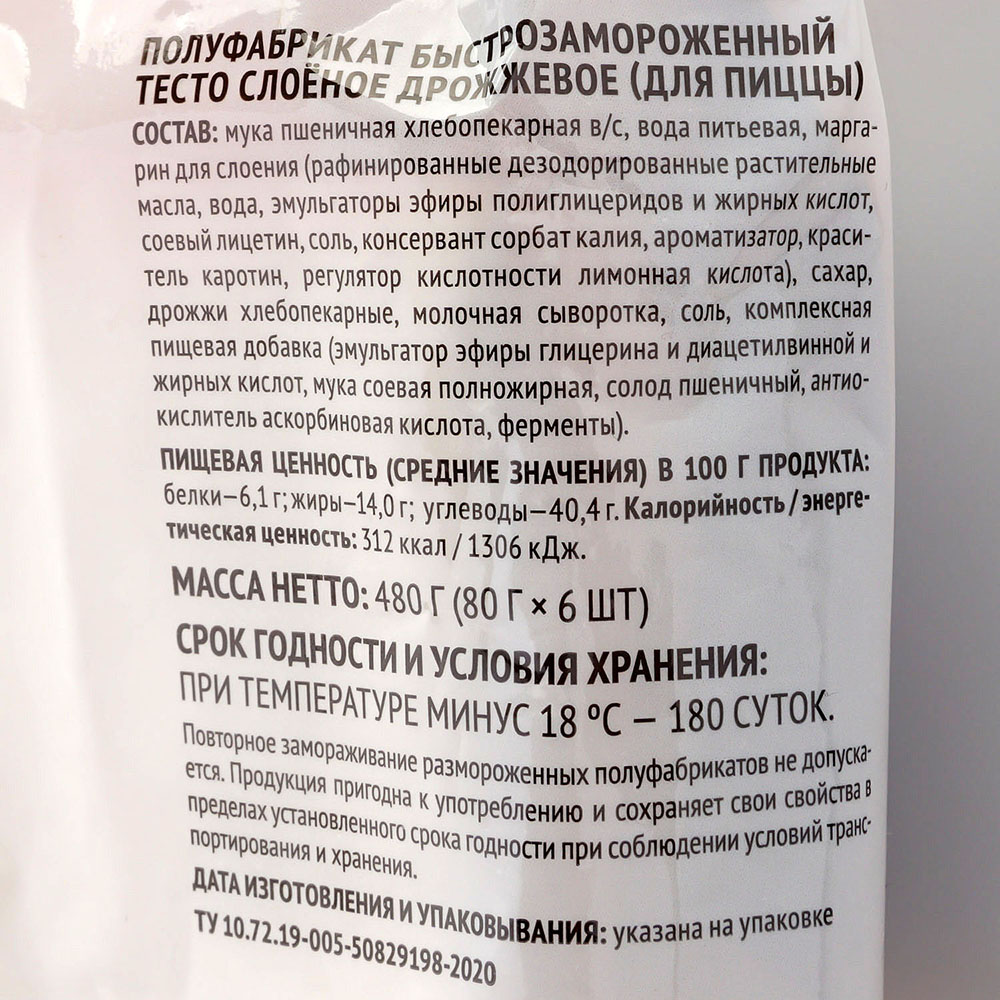 ПОЛУФАБРИКАТ БЫСТРОЗАМОРОЖЕННЫЙ
ТЕСТО СЛОЁНОЕ ДРОЖЖЕВОЕ (ДЛЯ ПИЦЦЫ)
СОСТАВ: мука пшеничная хлебопекарная в/с, вода питьевая, марга-
рин для слоения (рафинированные дезодорированные растительные
масла, вода, эмульгаторы эфиры полиглицеридов и жирных кислот,
соевый лицетин, соль, консервант сорбат калия, ароматизатор, краси-
тель каротин, регулятор кислотности лимонная кислота), сахар,
дрожжи хлебопекарные, молочная сыворотка, соль, комплексная
пищевая добавка (эмульгатор эфиры глицерина и диацетилвинной и
жирных кислот, мука соевая полножирная, солод пшеничный, антио-
кислитель аскорбиновая кислота, ферменты).
ПИЩЕВАЯ ЦЕННОСТЬ (СРЕДНИЕ ЗНАЧЕНИЯ) В 100 Г ПРОДУКТА:
белки–6,1 г; жиры–14,0 г; углеводы–40,4 г. Калорийность / энерге-
тическая ценность: 312 ккал / 1306 кДж.
МАССА НЕТТО: 480 Г (80 Г × 6 ШТ)
СРОК ГОДНОСТИ И УСЛОВИЯ ХРАНЕНИЯ:
ПРИ ТЕМПЕРАТУРЕ МИНУС 18 ºС — 180 СУТОК.
Повторное замораживание размороженных полуфабрикатов не допуска-
ется. Продукция пригодна к употреблению и сохраняет свои свойства в
пределах установленного срока годности при соблюдении условий транс-
портирования и хранения.
ДАТА ИЗГОТОВЛЕНИЯ И УПАКОВЫВАНИЯ: указана на упаковке
ТУ 10.72.19-005-50829198-2020